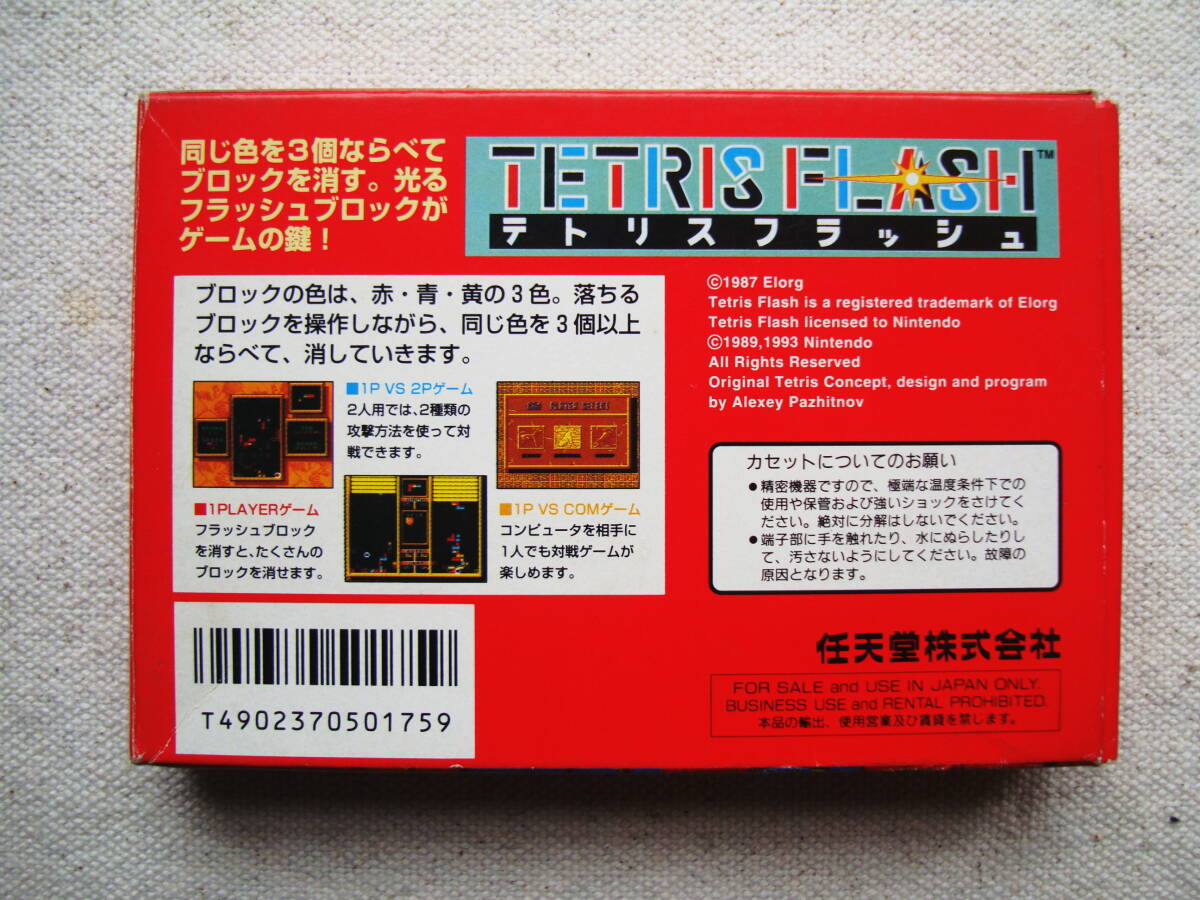 同じ色を3個ならべて
ブロックを消す。光る
フラッシュブロックが
ゲームの鍵！
TETRIS FLASH™
テトリスフラッシュ
ブロックの色は、赤・青・黄の3色。落ちる
ブロックを操作しながら、同じ色を3個以上
ならべて、消していきます。
■1P VS 2Pゲーム
2人用では、2種類の
攻撃方法を使って対
戦できます。
■1PLAYERゲーム
フラッシュブロック
を消すと、たくさんの
ブロックを消せます。
■1P VS COMゲーム
コンピュータを相手に
1人でも対戦ゲームが
楽しめます。
©1987 Elorg
Tetris Flash is a registered trademark of Elorg
Tetris Flash licensed to Nintendo
©1989,1993 Nintendo
All Rights Reserved
Original Tetris Concept, design and program
by Alexey Pazhitnov
カセットについてのお願い
●精密機器ですので、極端な温度条件下での
使用や保管および強いショックをさけてく
ださい。絶対に分解はしないでください。
●端子部に手を触れたり、水にぬらしたりし
て、汚さないようにしてください。故障の
原因となります。
T4902370501759
任天堂株式会社
FOR SALE and USE IN JAPAN ONLY.
BUSINESS USE and RENTAL PROHIBITED.
本品の輸出、使用営業及び賃貸を禁じます。